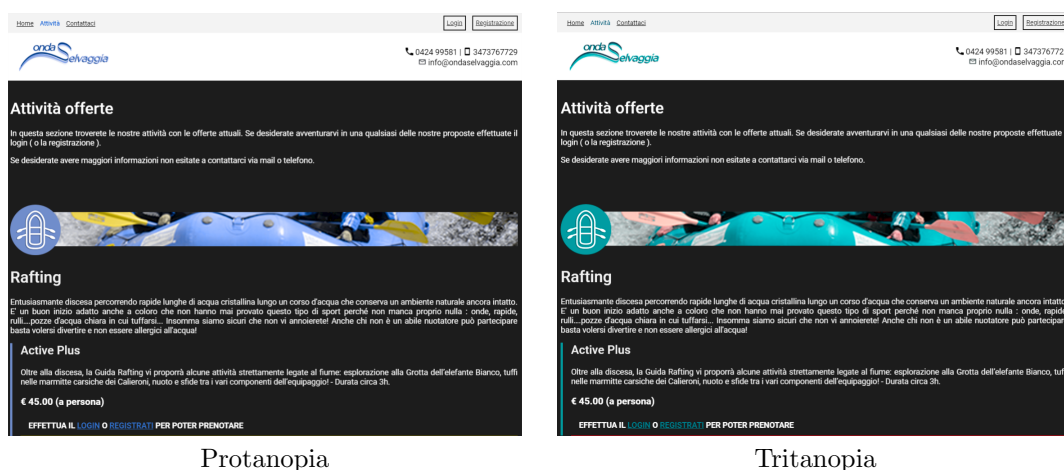 Home Attività Contattaci
Login Registrazione
onda Selvaggia
0424 99581 | 3473767729
info@ondaselvaggia.com
Attività offerte
In questa sezione troverete le nostre attività con le offerte attuali. Se desiderate avventurarvi in una qualsiasi delle nostre proposte effettuate il
login ( o la registrazione ).
Se desiderate avere maggiori informazioni non esitate a contattarci via mail o telefono.
Rafting
Entusiasmante discesa percorrendo rapide lunghe di acqua cristallina lungo un corso d'acqua che conserva un ambiente naturale ancora intatto.
E' un buon inizio adatto anche a coloro che non hanno mai provato questo tipo di sport perché non manca proprio nulla : onde, rapide,
rulli....pozze d'acqua chiara in cui tuffarsi... Insomma siamo sicuri che non vi annoierete! Anche chi non è un abile nuotatore può partecipare
basta volersi divertire e non essere allergici all'acqua!
Active Plus
Oltre alla discesa, la Guida Rafting vi proporrà alcune attività strettamente legate al fiume: esplorazione alla Grotta dell'elefante Bianco, tuffi
nelle marmitte carsiche dei Calieroni, nuoto e sfide tra i vari componenti dell'equipaggio! - Durata circa 3h.
€ 45.00 (a persona)
EFFETTUA IL LOGIN O REGISTRATI PER POTER PRENOTARE
Protanopia
Home Attività Contattaci
Login Registrazione
onda Selvaggia
0424 99581 | 347376772
info@ondaselvaggia.com
Attività offerte
In questa sezione troverete le nostre attività con le offerte attuali. Se desiderate avventurarvi in una qualsiasi delle nostre proposte effettuate
login ( o la registrazione ).
Se desiderate avere maggiori informazioni non esitate a contattarci via mail o telefono.
Rafting
Entusiasmante discesa percorrendo rapide lunghe di acqua cristallina lungo un corso d'acqua che conserva un ambiente naturale ancora intatto
E' un buon inizio adatto anche a coloro che non hanno mai provato questo tipo di sport perché non manca proprio nulla : onde, rapide
rulli....pozze d'acqua chiara in cui tuffarsi... Insomma siamo sicuri che non vi annoierete! Anche chi non è un abile nuotatore può partecipar
basta volersi divertire e non essere allergici all'acqua!
Active Plus
Oltre alla discesa, la Guida Rafting vi proporrà alcune attività strettamente legate al fiume: esplorazione alla Grotta dell'elefante Bianco, tuf
nelle marmitte carsiche dei Calieroni, nuoto e sfide tra i vari componenti dell'equipaggio! - Durata circa 3h.
€ 45.00 (a persona)
EFFETTUA IL LOGIN O REGISTRATI PER POTER PRENOTARE
Tritanopia